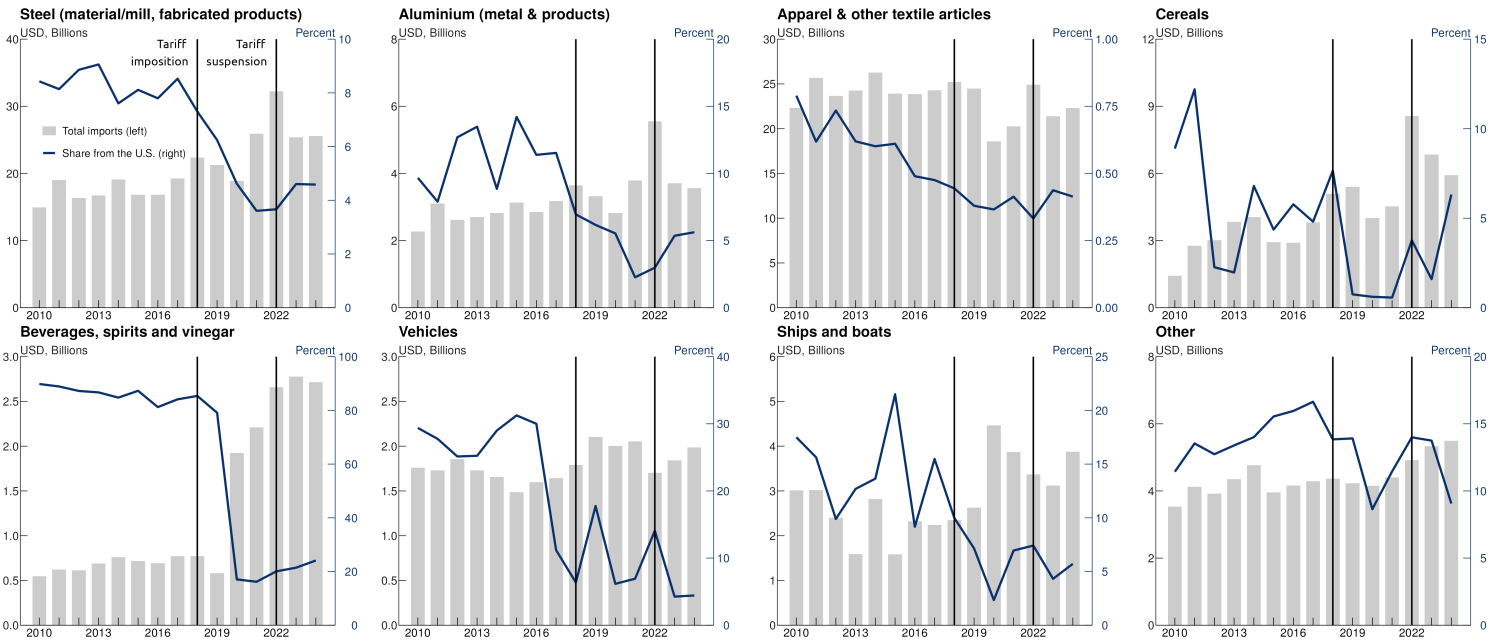 Steel (material/mill, fabricated products)
USD, Billions Percent
Tariff imposition
Tariff suspension
Total imports (left)
Share from the U.S. (right)
40 30 20 10 0
10 8 6 4 2 0
2010 2013 2016 2019 2022
Aluminium (metal & products)
USD, Billions Percent
8 6 4 2 0
20 15 10 5 0
2010 2013 2016 2019 2022
Apparel & other textile articles
USD, Billions Percent
30 25 20 15 10 5 0
1.00 0.75 0.50 0.25 0.00
2010 2013 2016 2019 2022
Cereals
USD, Billions Percent
12 9 6 3 0
15 10 5 0
2010 2013 2016 2019 2022
Beverages, spirits and vinegar
USD, Billions Percent
3.0 2.5 2.0 1.5 1.0 0.5 0.0
100 80 60 40 20 0
2010 2013 2016 2019 2022
Vehicles
USD, Billions Percent
3.0 2.5 2.0 1.5 1.0 0.5 0.0
40 30 20 10 0
2010 2013 2016 2019 2022
Ships and boats
USD, Billions Percent
6 5 4 3 2 1 0
25 20 15 10 5 0
2010 2013 2016 2019 2022
Other
USD, Billions Percent
8 6 4 2 0
20 15 10 5 0
2010 2013 2016 2019 2022